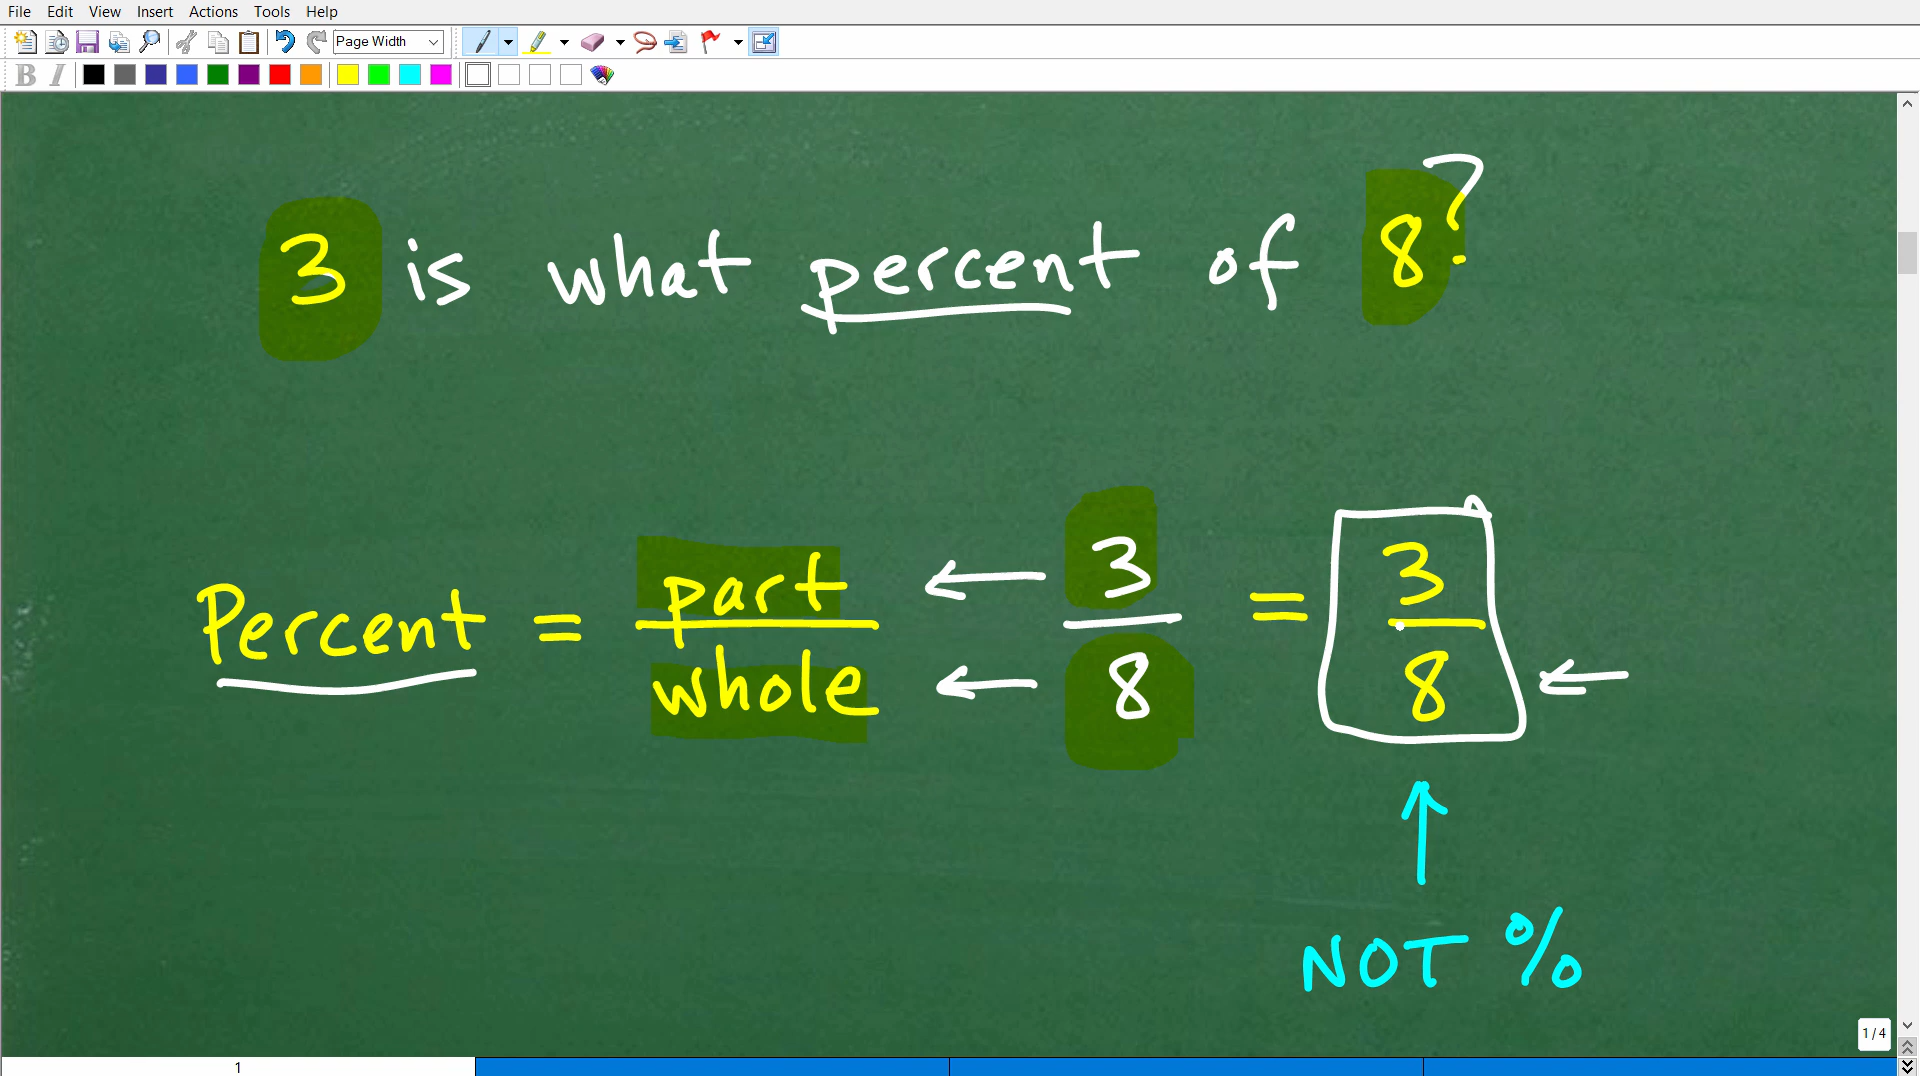 File Edit View Insert Actions Tools Help
Page Width
B I
3 is what percent of 8?
Percent = part/whole ← 3/8 = 3/8 ←
NOT %
1/4
1